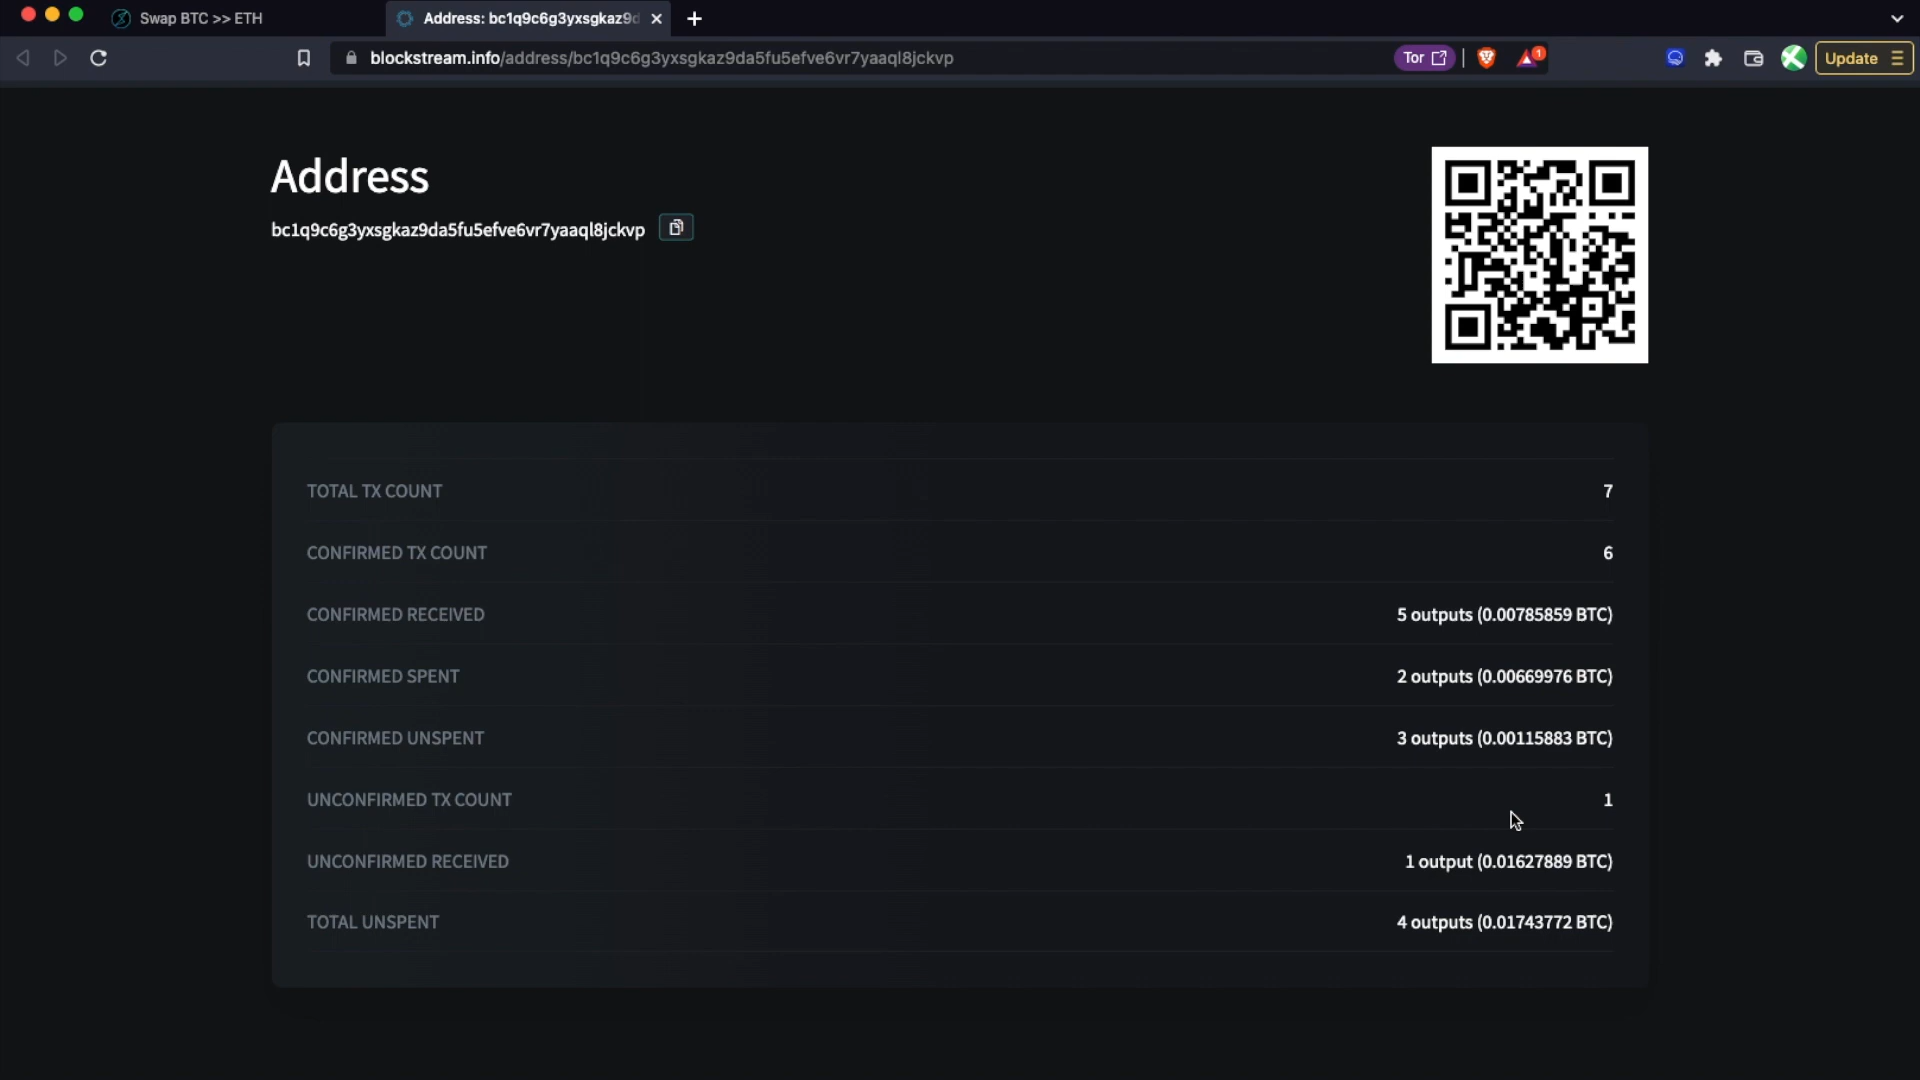 Swap BTC >> ETH
Address: bc1q9c6g3yxsgkaz9d
blockstream.info/address/bc1q9c6g3yxsgkaz9da5fu5efve6vr7yaaql8jckvp
Tor
1
Update
Address
bc1q9c6g3yxsgkaz9da5fu5efve6vr7yaaql8jckvp
TOTAL TX COUNT 7
CONFIRMED TX COUNT 6
CONFIRMED RECEIVED 5 outputs (0.00785859 BTC)
CONFIRMED SPENT 2 outputs (0.00669976 BTC)
CONFIRMED UNSPENT 3 outputs (0.00115883 BTC)
UNCONFIRMED TX COUNT 1
UNCONFIRMED RECEIVED 1 output (0.01627889 BTC)
TOTAL UNSPENT 4 outputs (0.01743772 BTC)